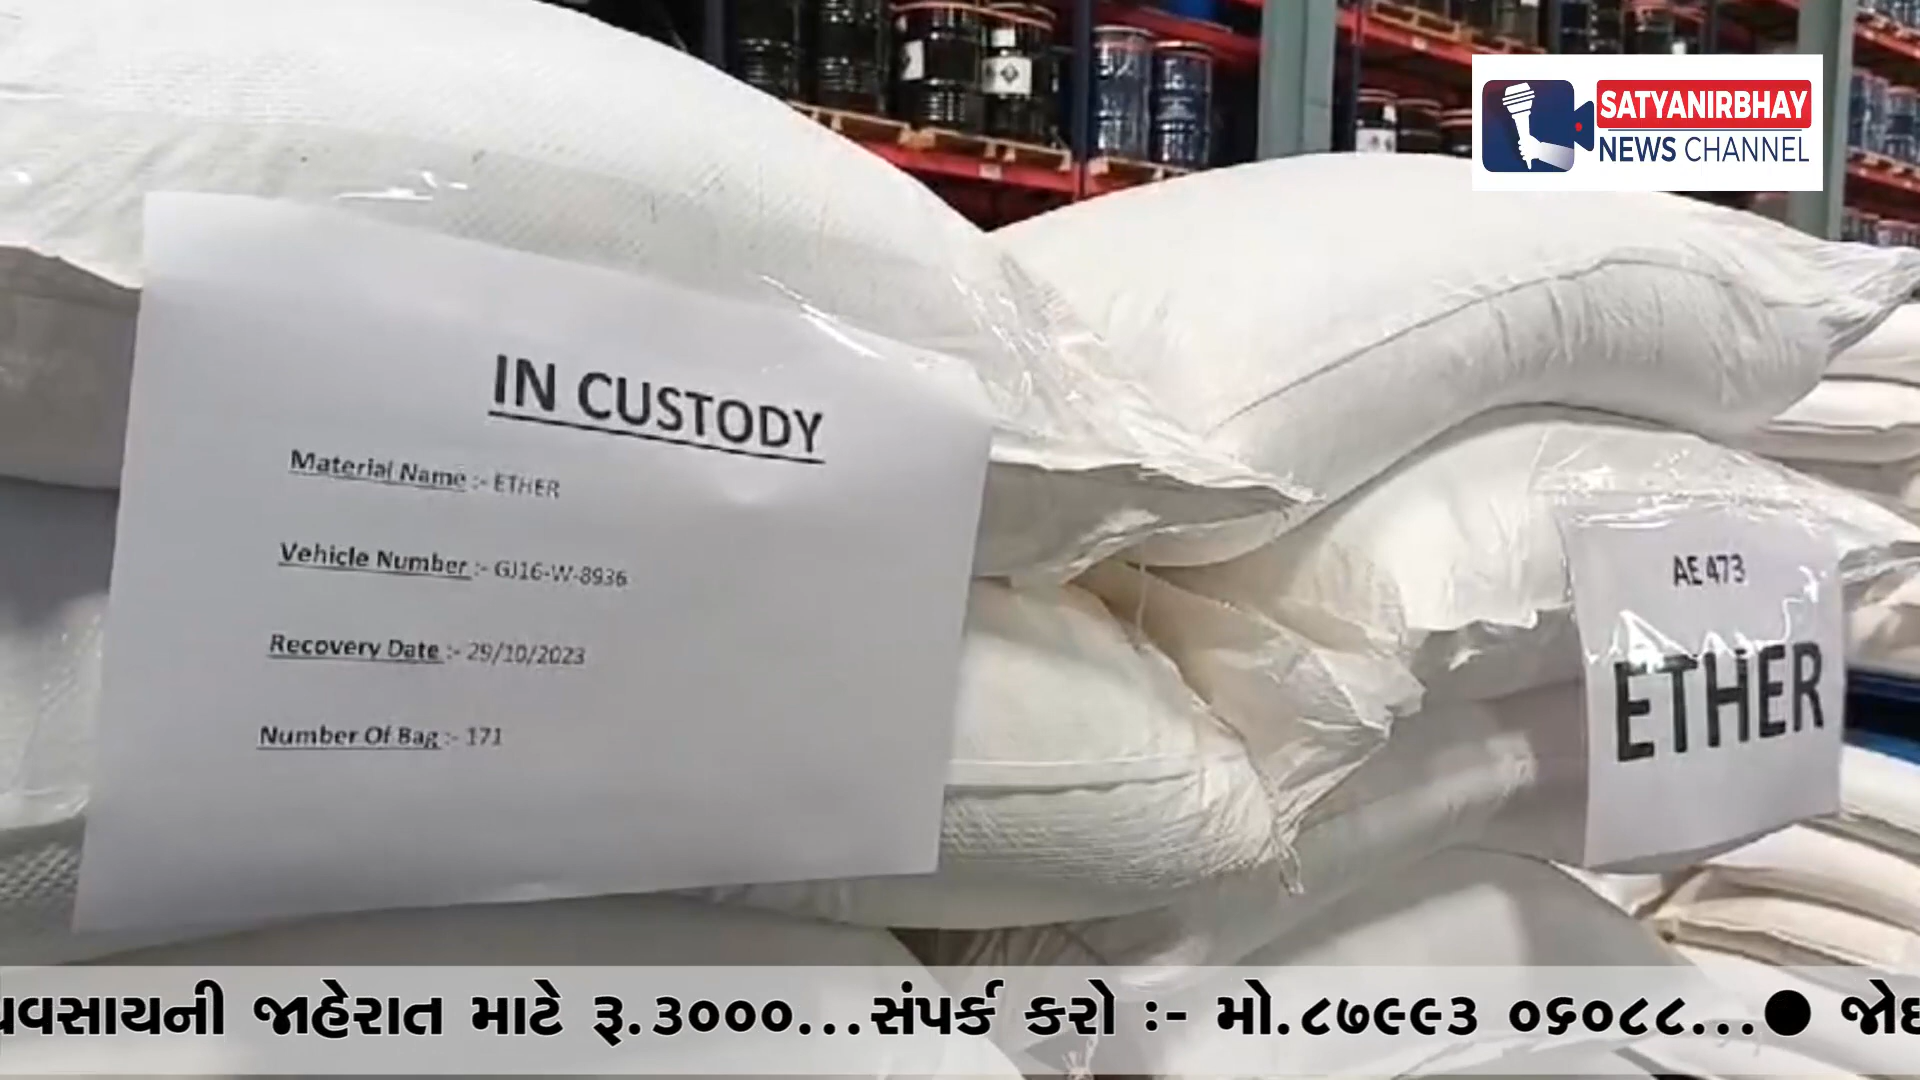 SATYANIRBHAY
NEWS CHANNEL
IN CUSTODY
Material Name :- ETHER
Vehicle Number :- GJ16-W-8936
Recovery Date :- 29/10/2023
Number Of Bag :- 171
AE 473
ETHER
વ્યવસાયની જાહેરાત માટે રૂ.૩૦૦૦...સંપર્ક કરો :- મો.૮૭૯૯૩ ૦૬૦૮૮...●